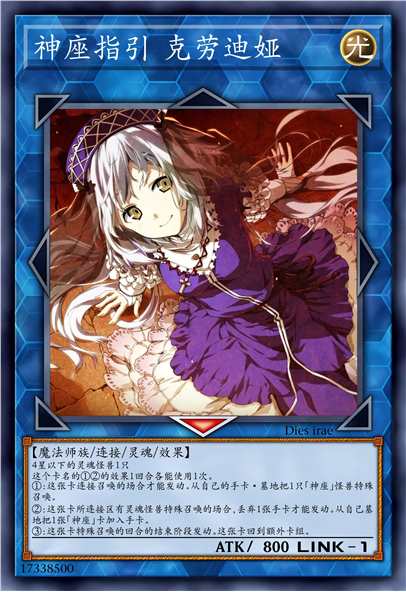 神座指引 克劳迪娅
光
Dies irae
【魔法师族/连接/灵魂/效果】
4星以下的灵魂怪兽1只
这个卡名的①②的效果1回合各能使用1次。
①:这张卡连接召唤的场合才能发动。从自己的手卡・墓地把1只「神座」怪兽特殊
召唤。
②:这张卡所连接区有灵魂怪兽特殊召唤的场合,丢弃1张手卡才能发动。从自己墓
地把1张「神座」卡加入手卡。
③:这张卡特殊召唤的回合的结束阶段发动。这张卡回到额卡组。
ATK/ 800 LINK-1
17338500